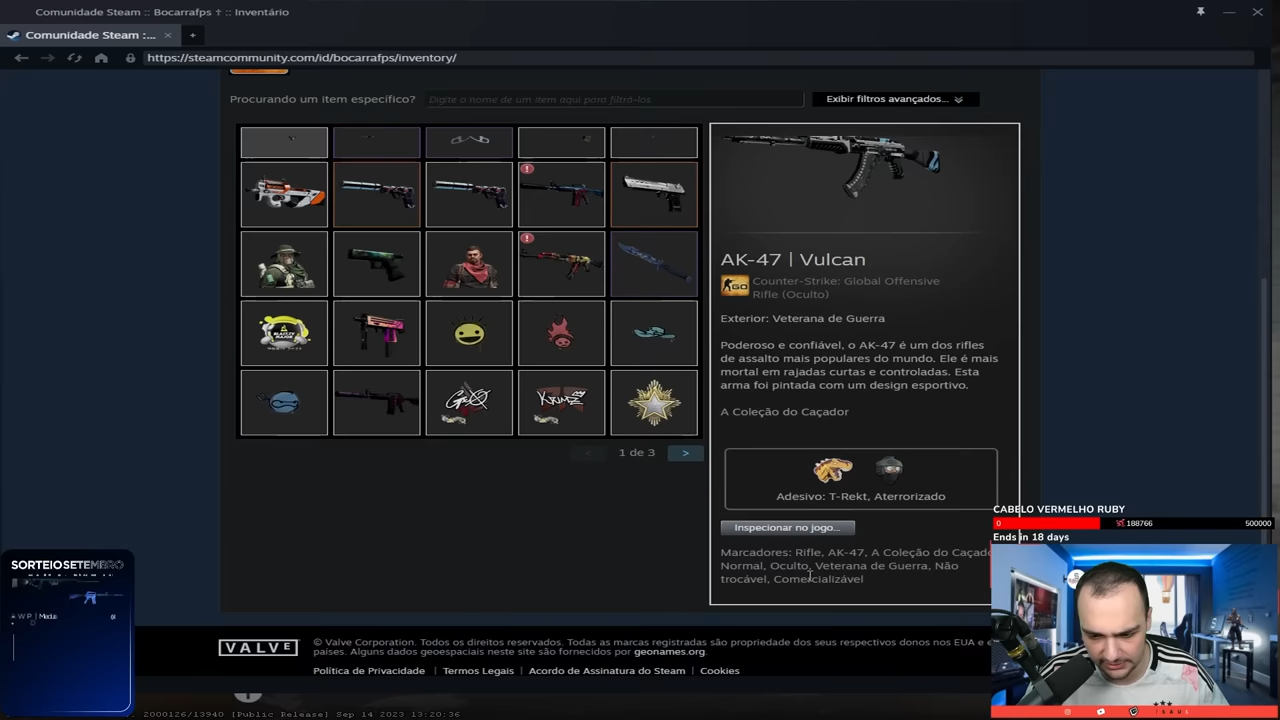 Comunidade Steam :: Bocarrafps † :: Inventário
Comunidade Steam :...
https://steamcommunity.com/id/bocarrafps/inventory/
Procurando um item específico?
Digite o nome de um item aqui para filtrá-los
Exibir filtros avançados...
AK-47 | Vulcan
Counter-Strike: Global Offensive
Rifle (Oculto)
Exterior: Veterana de Guerra
Poderoso e confiável, o AK-47 é um dos rifles
de assalto mais populares do mundo. Ele é mais
mortal em rajadas curtas e controladas. Esta
arma foi pintada com um design esportivo.
A Coleção do Caçador
Adesivo: T-Rekt, Aterrorizado
1 de 3
Inspecionar no jogo...
Marcadores: Rifle, AK-47, A Coleção do Caçado
Normal, Oculto, Veterana de Guerra, Não
trocável, Comercializável
CABELO VERMELHO RUBY
0 188766 500000
Ends in 18 days
SORTEIO SETEMBRO
VALVE
© Valve Corporation. Todos os direitos reservados. Todas as marcas registradas são propriedade dos seus respectivos donos nos EUA e
países. Alguns dados geoespaciais neste site são fornecidos por geonames.org.
Política de Privacidade | Termos Legais | Acordo de Assinatura do Steam | Cookies
2000126/13940 [Public Release] Sep 14 2023 13:20:36